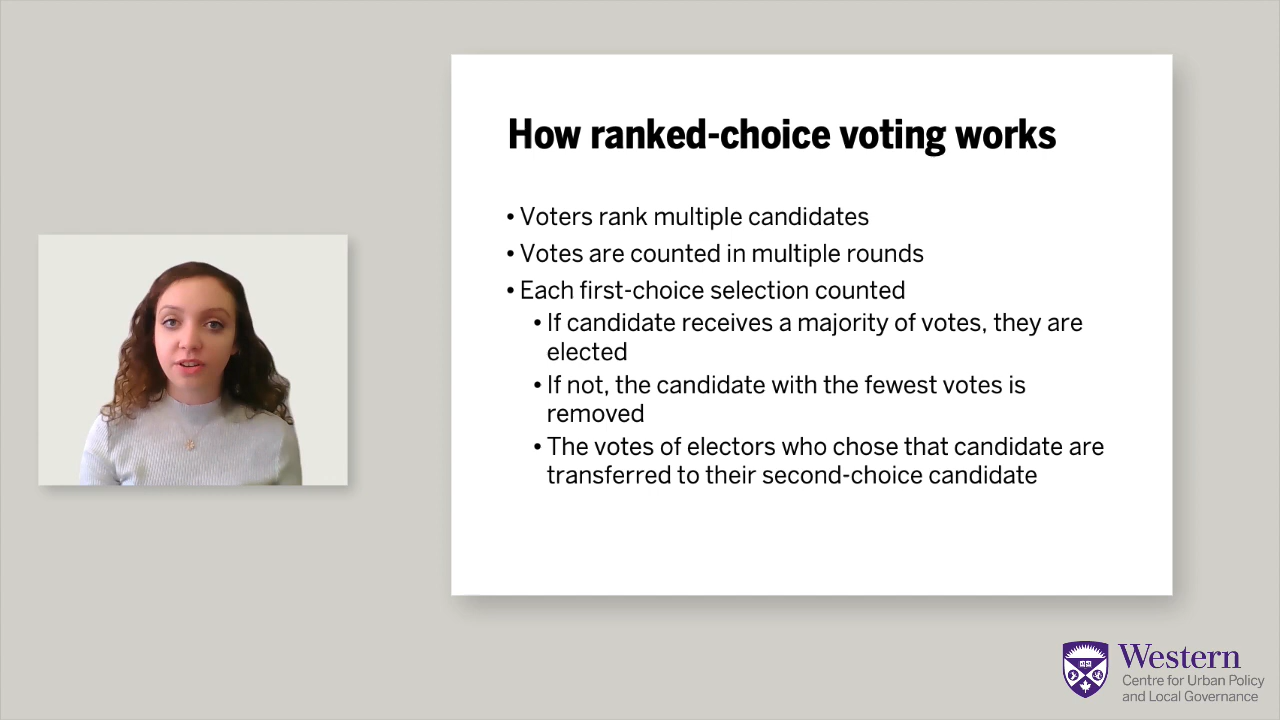 How ranked-choice voting works
• Voters rank multiple candidates
• Votes are counted in multiple rounds
• Each first-choice selection counted
• If candidate receives a majority of votes, they are
elected
• If not, the candidate with the fewest votes is
removed
• The votes of electors who chose that candidate are
transferred to their second-choice candidate
Western
Centre for Urban Policy
and Local Governance